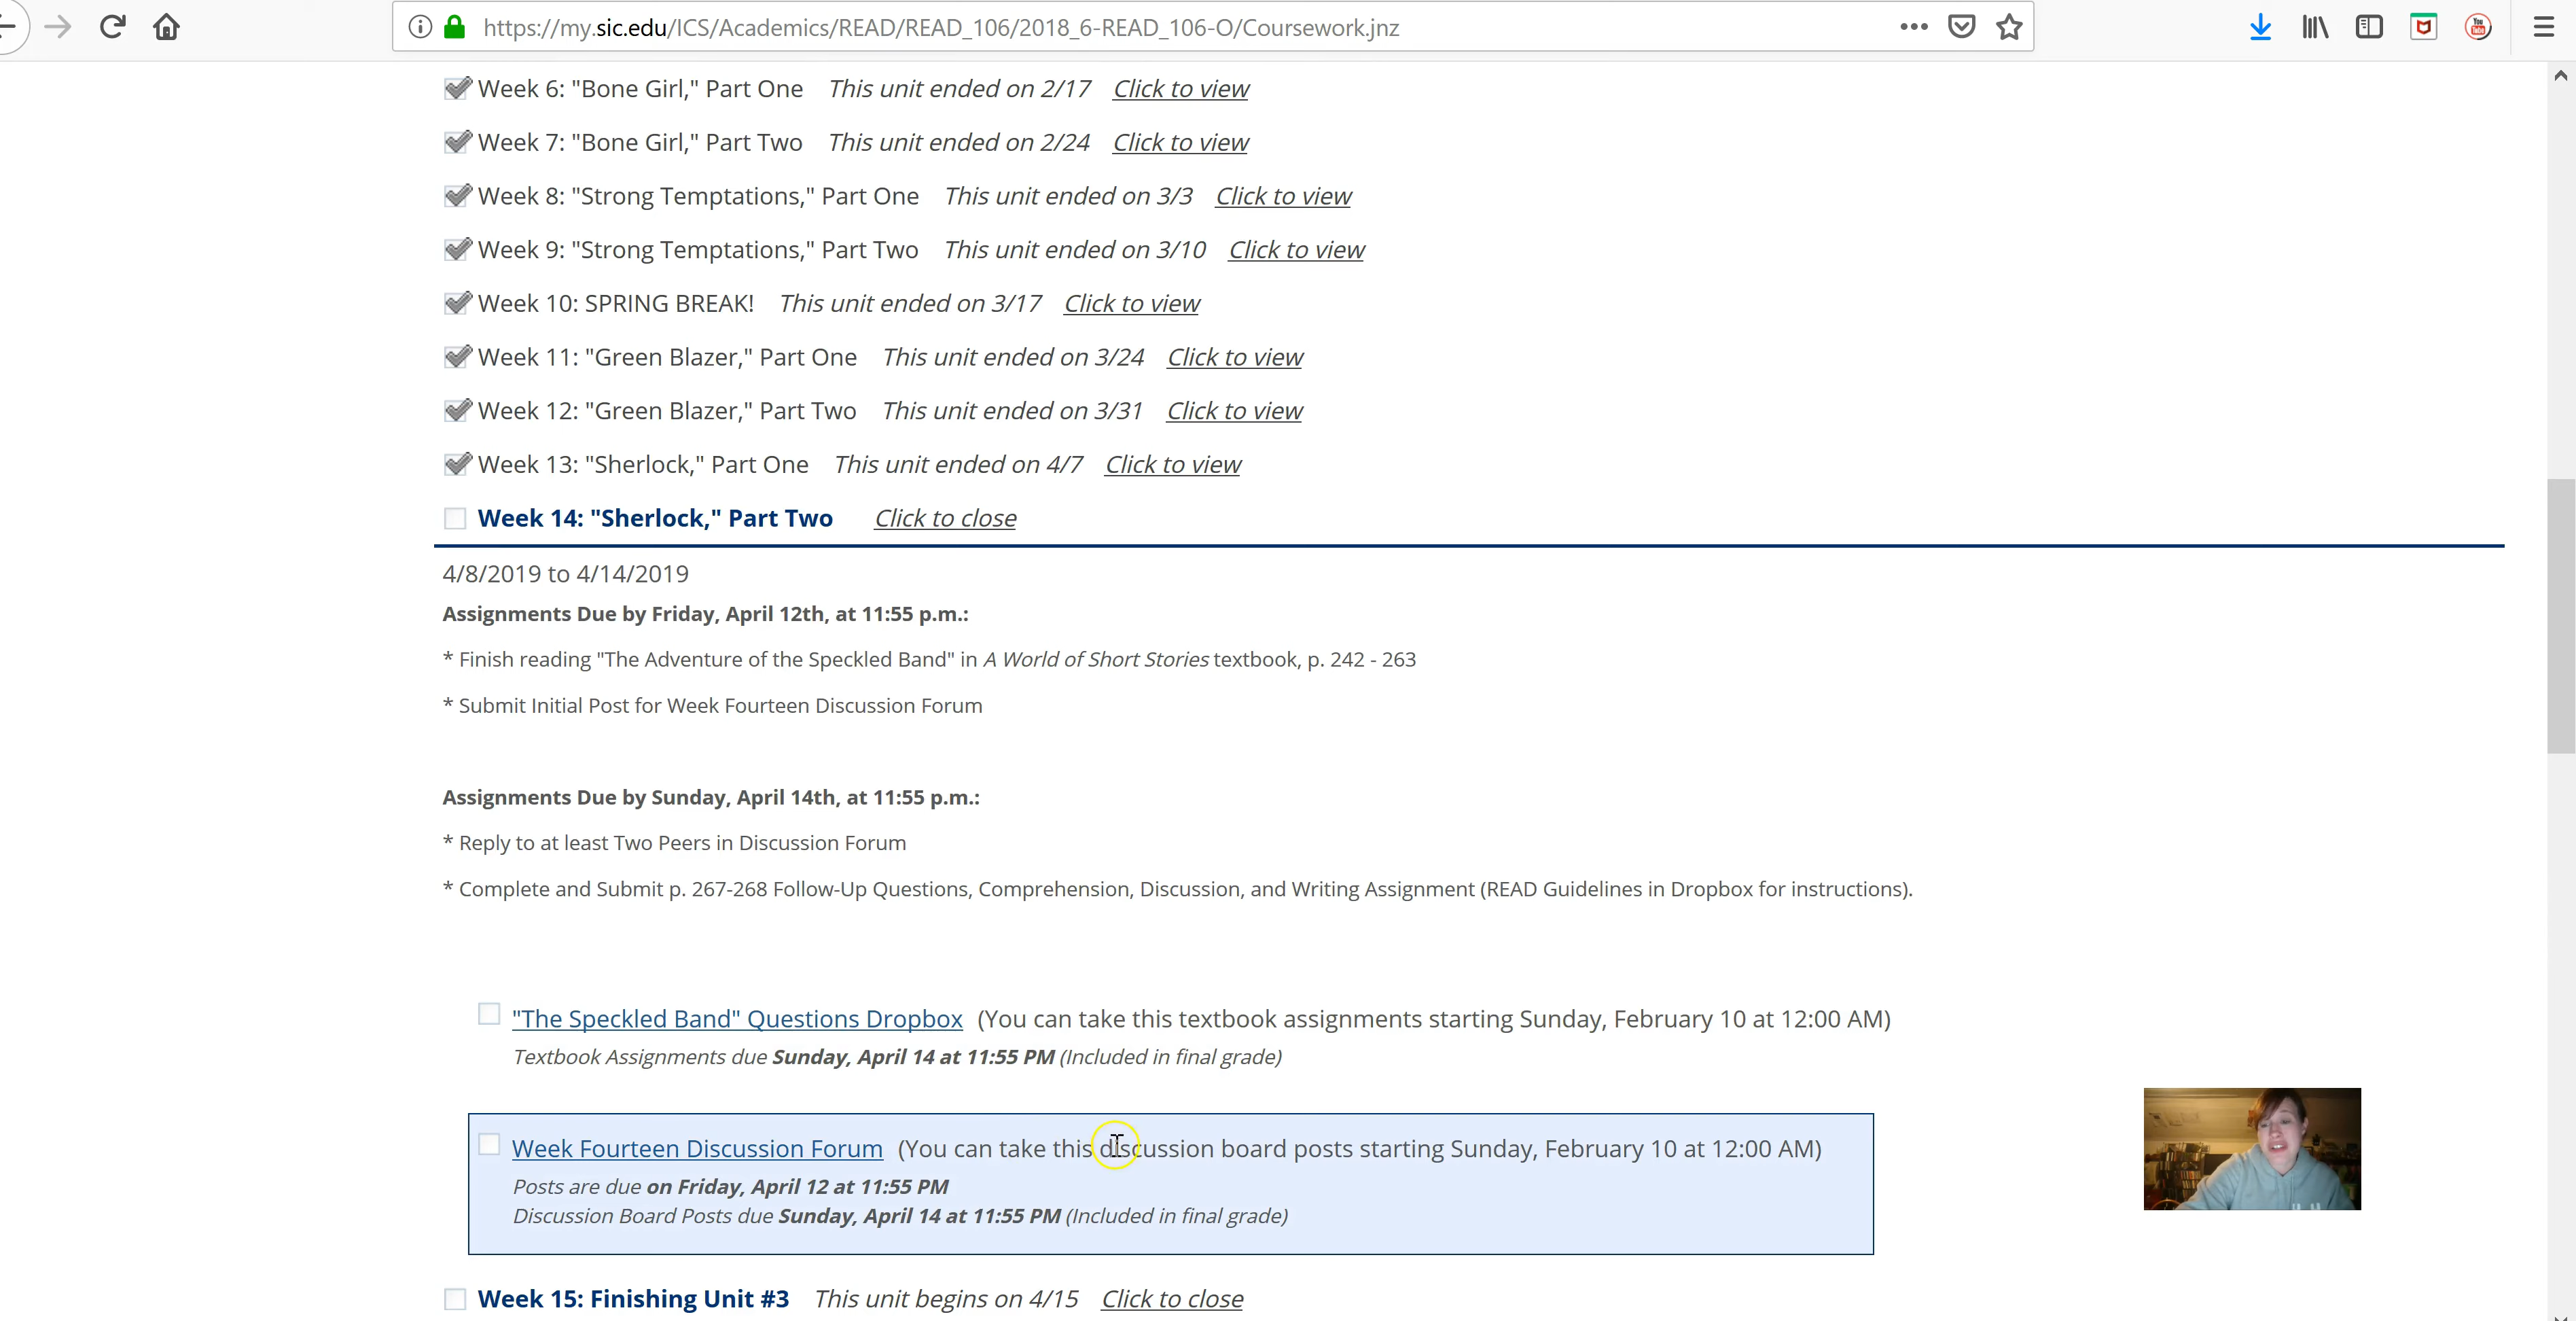 https://my.sic.edu/ICS/Academics/READ/READ_106/2018_6-READ_106-O/Coursework.jnz
Week 6: "Bone Girl," Part One This unit ended on 2/17 Click to view
Week 7: "Bone Girl," Part Two This unit ended on 2/24 Click to view
Week 8: "Strong Temptations," Part One This unit ended on 3/3 Click to view
Week 9: "Strong Temptations," Part Two This unit ended on 3/10 Click to view
Week 10: SPRING BREAK! This unit ended on 3/17 Click to view
Week 11: "Green Blazer," Part One This unit ended on 3/24 Click to view
Week 12: "Green Blazer," Part Two This unit ended on 3/31 Click to view
Week 13: "Sherlock," Part One This unit ended on 4/7 Click to view
Week 14: "Sherlock," Part Two Click to close
4/8/2019 to 4/14/2019
Assignments Due by Friday, April 12th, at 11:55 p.m.:
* Finish reading "The Adventure of the Speckled Band" in A World of Short Stories textbook, p. 242 - 263
* Submit Initial Post for Week Fourteen Discussion Forum
Assignments Due by Sunday, April 14th, at 11:55 p.m.:
* Reply to at least Two Peers in Discussion Forum
* Complete and Submit p. 267-268 Follow-Up Questions, Comprehension, Discussion, and Writing Assignment (READ Guidelines in Dropbox for instructions).
"The Speckled Band" Questions Dropbox (You can take this textbook assignments starting Sunday, February 10 at 12:00 AM)
Textbook Assignments due Sunday, April 14 at 11:55 PM (Included in final grade)
Week Fourteen Discussion Forum (You can take this discussion board posts starting Sunday, February 10 at 12:00 AM)
Posts are due on Friday, April 12 at 11:55 PM
Discussion Board Posts due Sunday, April 14 at 11:55 PM (Included in final grade)
Week 15: Finishing Unit #3 This unit begins on 4/15 Click to close